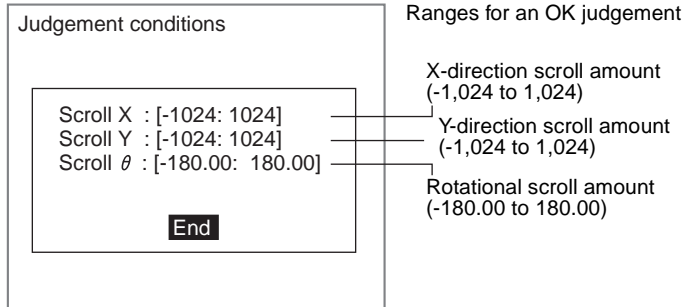 Judgement conditions
Scroll X : [-1024: 1024]
Scroll Y : [-1024: 1024]
Scroll θ : [-180.00: 180.00]
End
Ranges for an OK judgement
X-direction scroll amount
(-1,024 to 1,024)
Y-direction scroll amount
(-1,024 to 1,024)
Rotational scroll amount
(-180.00 to 180.00)